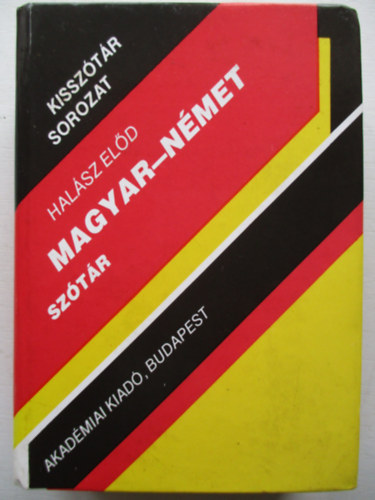 KISSZÓTÁR
SOROZAT
HALÁSZ ELŐD
MAGYAR–NÉMET
SZÓTÁR
AKADÉMIAI KIADÓ, BUDAPEST